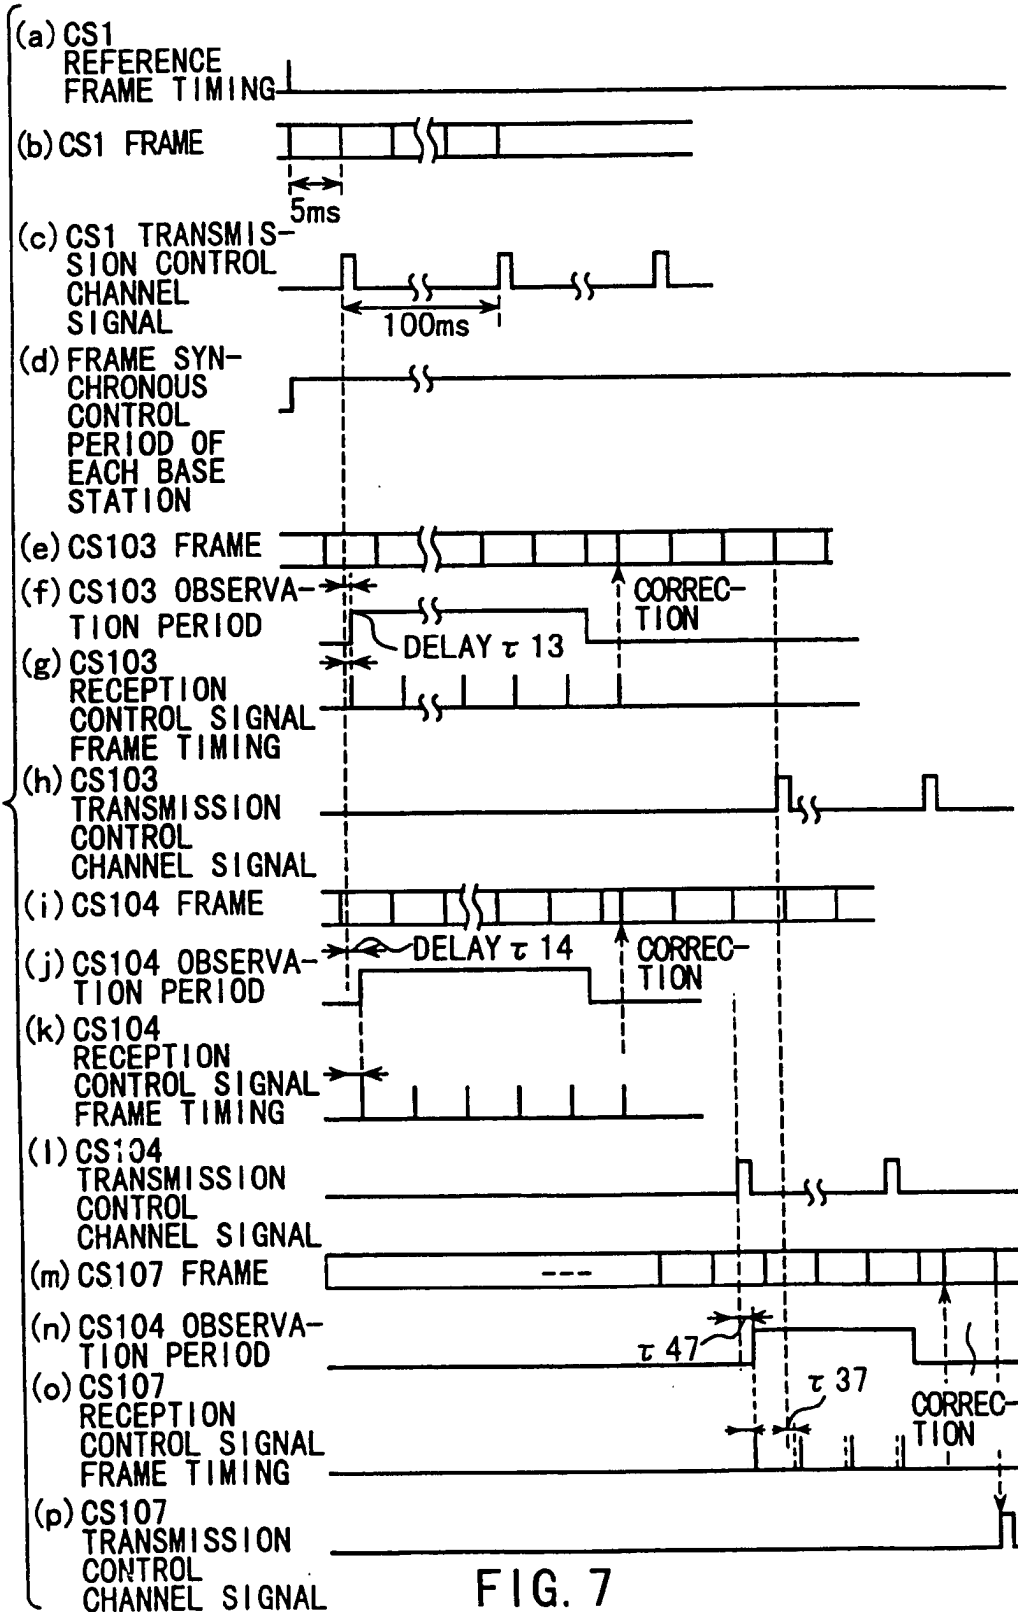 (a) CS1
REFERENCE
FRAME TIMING
(b) CS1 FRAME
5ms
(c) CS1 TRANSMIS-
SION CONTROL
CHANNEL
SIGNAL
100ms
(d) FRAME SYN-
CHRONOUS
CONTROL
PERIOD OF
EACH BASE
STATION
(e) CS103 FRAME
(f) CS103 OBSERVA-
TION PERIOD
CORREC-
TION
DELAY τ 13
(g) CS103
RECEPTION
CONTROL SIGNAL
FRAME TIMING
(h) CS103
TRANSMISSION
CONTROL
CHANNEL SIGNAL
(i) CS104 FRAME
DELAY τ 14
CORREC-
TION
(j) CS104 OBSERVA-
TION PERIOD
(k) CS104
RECEPTION
CONTROL SIGNAL
FRAME TIMING
(l) CS104
TRANSMISSION
CONTROL
CHANNEL SIGNAL
(m) CS107 FRAME
(n) CS104 OBSERVA-
TION PERIOD
τ 47
τ 37
(o) CS107
RECEPTION
CONTROL SIGNAL
FRAME TIMING
CORREC-
TION
(p) CS107
TRANSMISSION
CONTROL
CHANNEL SIGNAL
FIG. 7